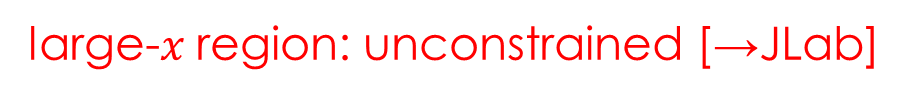 large-𝑥 region: unconstrained [→JLab]